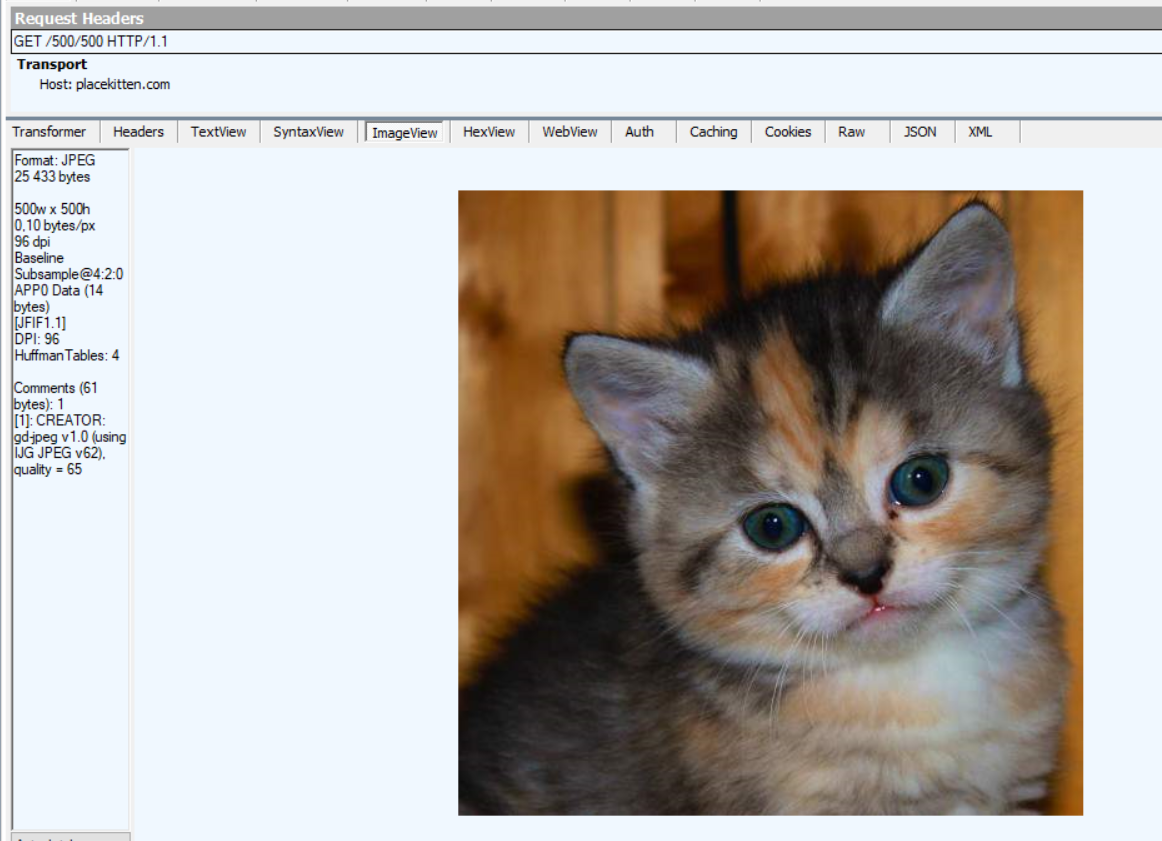 Request Headers
GET /500/500 HTTP/1.1
Transport
Host: placekitten.com
Transformer Headers TextView SyntaxView ImageView HexView WebView Auth Caching Cookies Raw JSON XML
Format: JPEG
25 433 bytes
500w x 500h
0,10 bytes/px
96 dpi
Baseline
Subsample@4:2:0
APP0 Data (14
bytes)
[JFIF1.1]
DPI: 96
HuffmanTables: 4
Comments (61
bytes): 1
[1]: CREATOR:
gd-jpeg v1.0 (using
IJG JPEG v62),
quality = 65